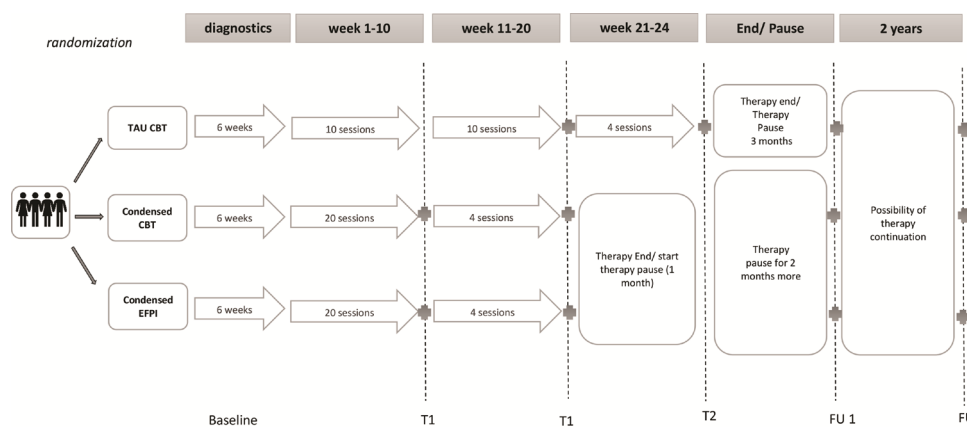 randomization
diagnostics
week 1-10
week 11-20
week 21-24
End/ Pause
2 years
TAU CBT
6 weeks
10 sessions
10 sessions
4 sessions
Therapy end/
Therapy
Pause
3 months
Condensed
CBT
6 weeks
20 sessions
4 sessions
Therapy End/ start
therapy pause (1
month)
Therapy
pause for 2
months more
Possibility of
therapy
continuation
Condensed
EFPI
6 weeks
20 sessions
4 sessions
Baseline
T1
T1
T2
FU 1